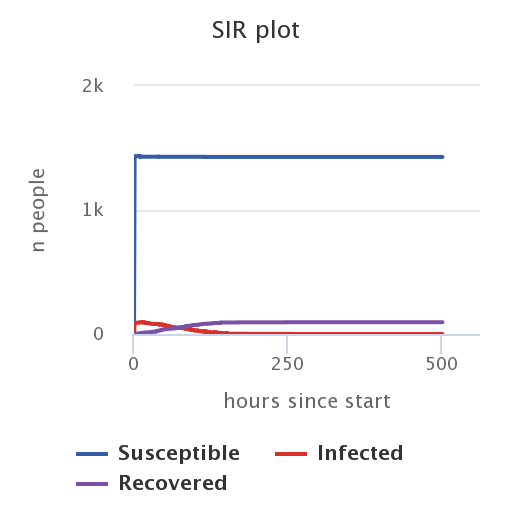 SIR plot
2k
1k
0
n people
0 250 500
hours since start
Susceptible Infected
Recovered